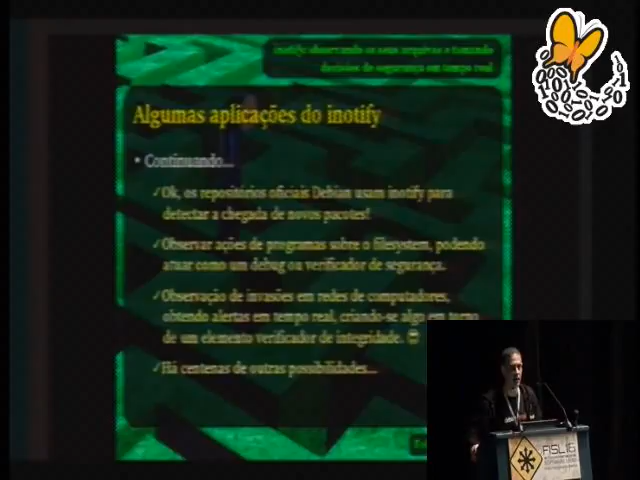 inotify: observando os seus arquivos e tomando
decisões de segurança em tempo real
Algumas aplicações do inotify
• Continuando...
✓Ok, os repositórios oficiais Debian usam inotify para
detectar a chegada de novos pacotes!
✓Observar ações de programas sobre o filesystem, podendo
atuar como um debug ou verificador de segurança.
✓Observação de invasões em redes de computadores,
obtendo alertas em tempo real, criando-se algo em torno
de um elemento verificador de integridade. 😊
✓Há centenas de outras possibilidades...
FISL16